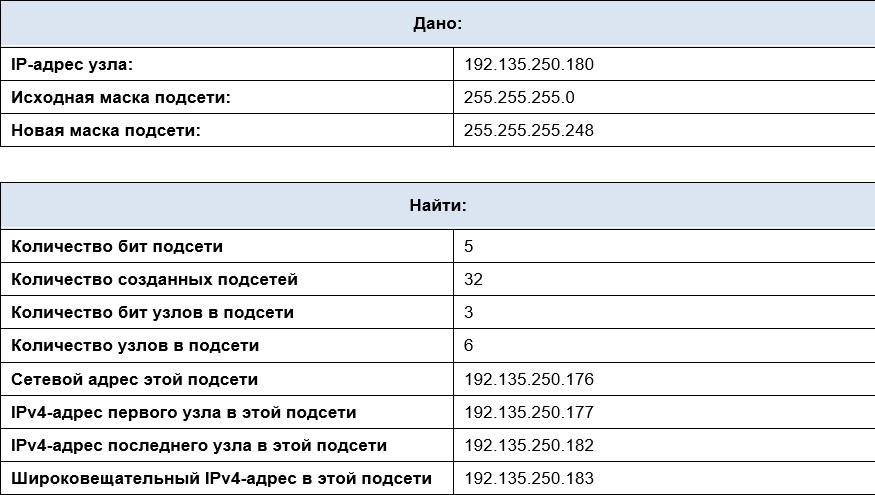 Дано:
IP-адрес узла: 192.135.250.180
Исходная маска подсети: 255.255.255.0
Новая маска подсети: 255.255.255.248
Найти:
Количество бит подсети 5
Количество созданных подсетей 32
Количество бит узлов в подсети 3
Количество узлов в подсети 6
Сетевой адрес этой подсети 192.135.250.176
IPv4-адрес первого узла в этой подсети 192.135.250.177
IPv4-адрес последнего узла в этой подсети 192.135.250.182
Широковещательный IPv4-адрес в этой подсети 192.135.250.183